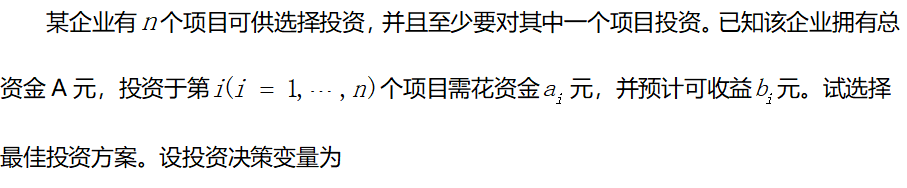 某企业有 n 个项目可供选择投资，并且至少要对其中一个项目投资。已知该企业拥有总
资金 A 元，投资于第 i(i = 1, ⋯ , n) 个项目需花资金 a_i 元，并预计可收益 b_i 元。试选择
最佳投资方案。设投资决策变量为